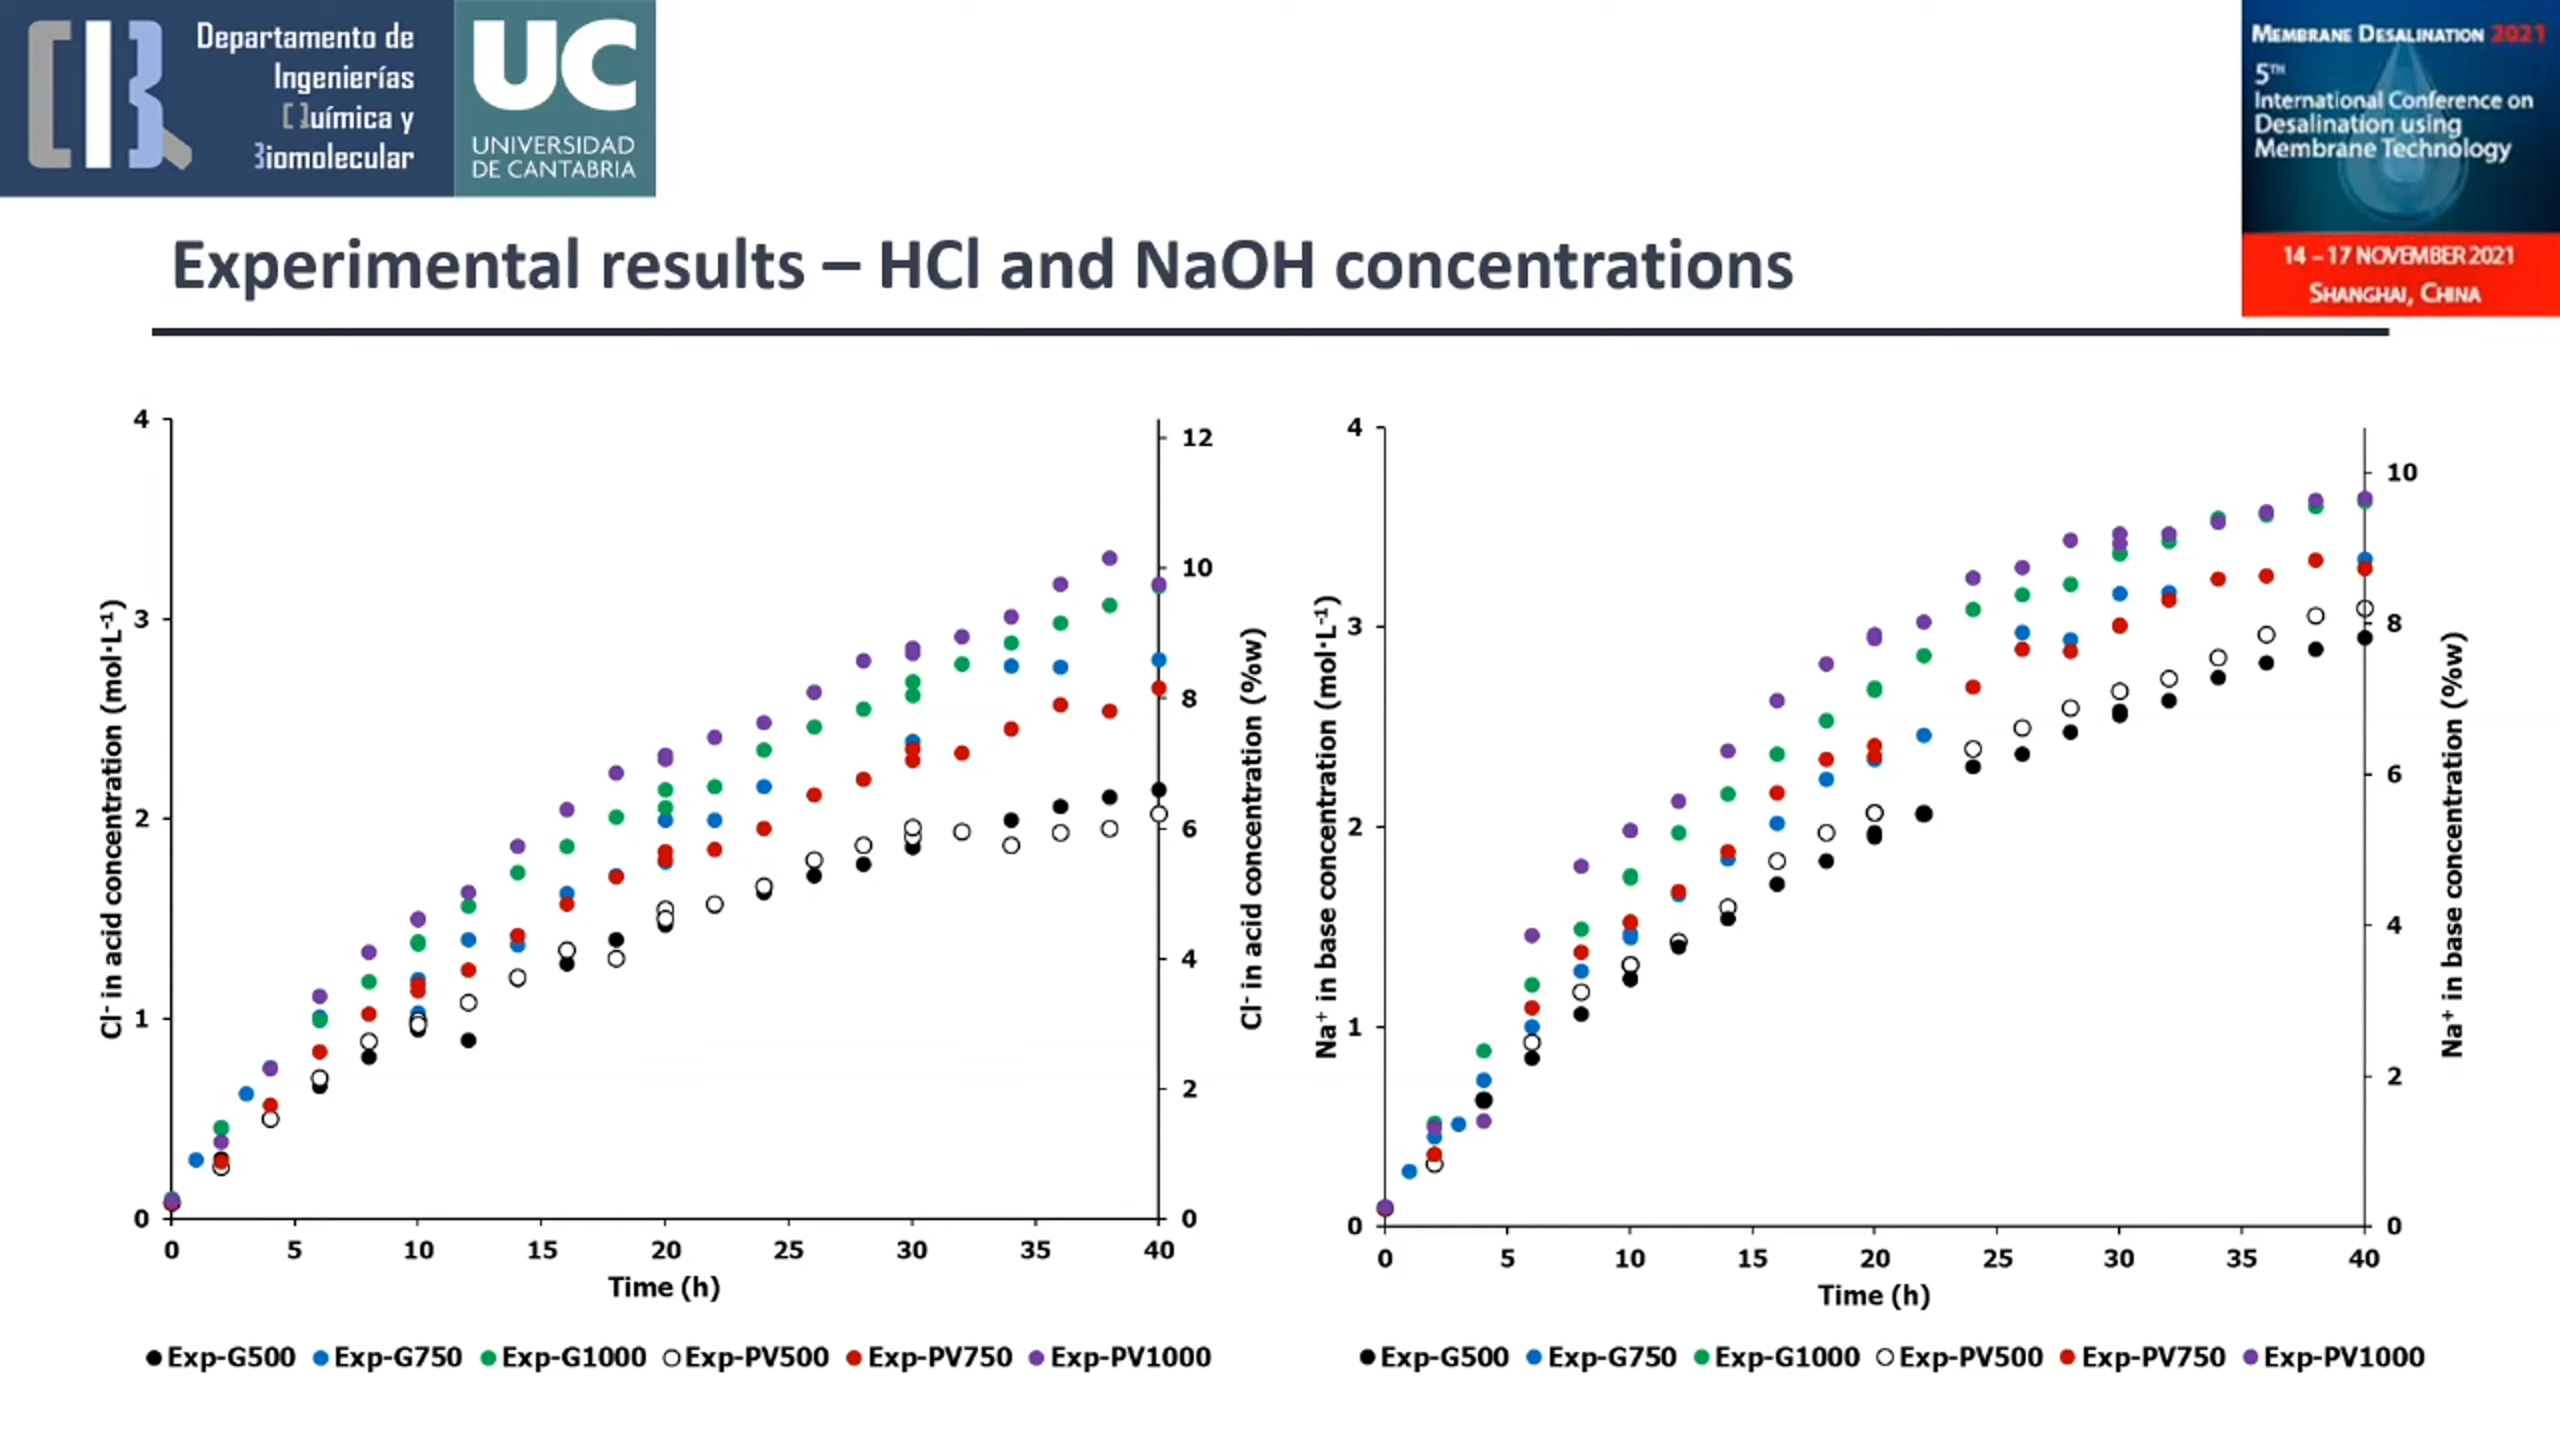 Departamento de
Ingenierías
Química y
Biomolecular
UC
UNIVERSIDAD
DE CANTABRIA
MEMBRANE DESALINATION 2021
5TH
International Conference on
Desalination using
Membrane Technology
14 – 17 NOVEMBER 2021
SHANGHAI, CHINA
Experimental results – HCl and NaOH concentrations
Cl⁻ in acid concentration (mol·L⁻¹)
4
3
2
1
0
0 5 10 15 20 25 30 35 40
Time (h)
12
10
8
6
4
2
0
Cl⁻ in acid concentration (%w)
Exp-G500 Exp-G750 Exp-G1000 Exp-PV500 Exp-PV750 Exp-PV1000
Na⁺ in base concentration (mol·L⁻¹)
4
3
2
1
0
0 5 10 15 20 25 30 35 40
Time (h)
10
8
6
4
2
0
Na⁺ in base concentration (%w)
Exp-G500 Exp-G750 Exp-G1000 Exp-PV500 Exp-PV750 Exp-PV1000